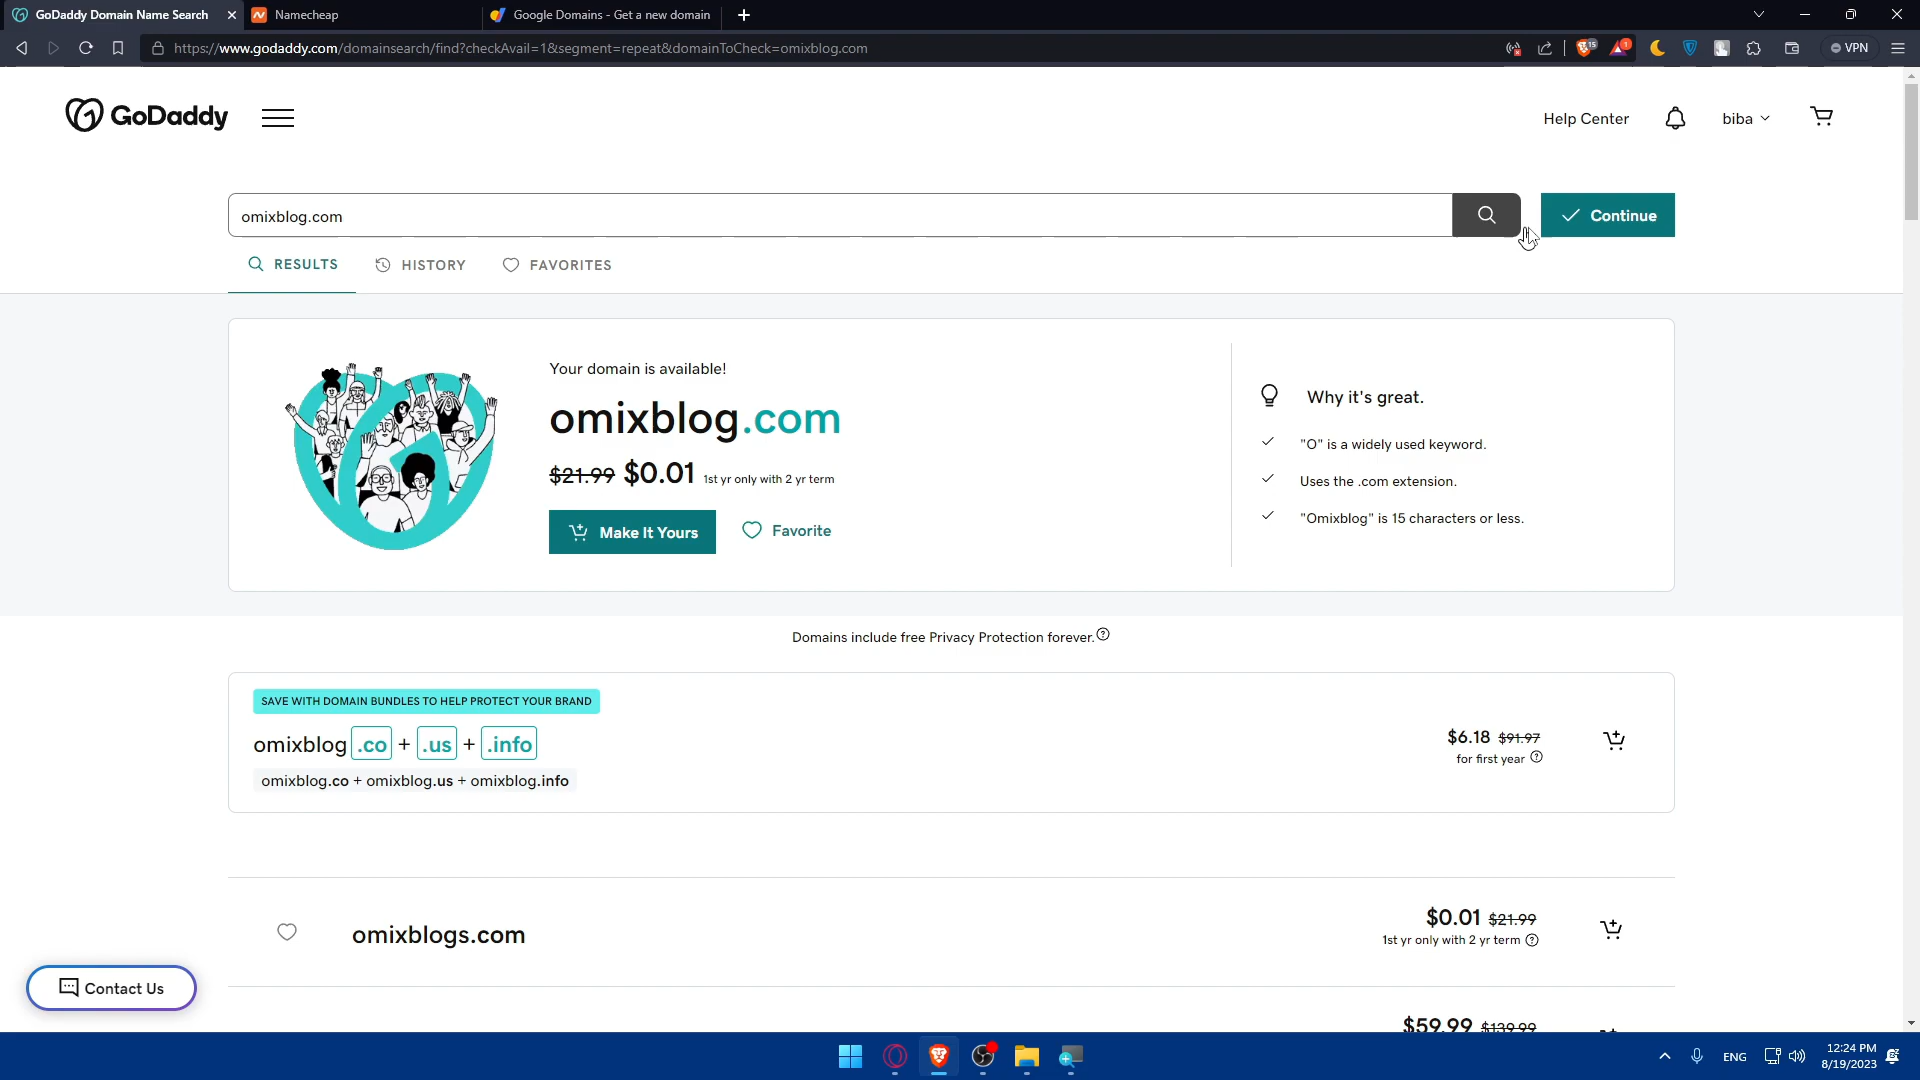 GoDaddy Domain Name Search
Namecheap
Google Domains - Get a new domain
https://www.godaddy.com/domainsearch/find?checkAvail=1&segment=repeat&domainToCheck=omixblog.com
15
1
VPN
GoDaddy
Help Center
biba
omixblog.com
Continue
RESULTS
HISTORY
FAVORITES
Your domain is available!
omixblog.com
$21.99 $0.01 1st yr only with 2 yr term
Make It Yours
Favorite
Why it's great.
"O" is a widely used keyword.
Uses the .com extension.
"Omixblog" is 15 characters or less.
Domains include free Privacy Protection forever.
SAVE WITH DOMAIN BUNDLES TO HELP PROTECT YOUR BRAND
omixblog .co + .us + .info
omixblog.co + omixblog.us + omixblog.info
$6.18 $91.97
for first year
omixblogs.com
$0.01 $21.99
1st yr only with 2 yr term
$59.99 $139.99
Contact Us
ENG
12:24 PM
8/19/2023